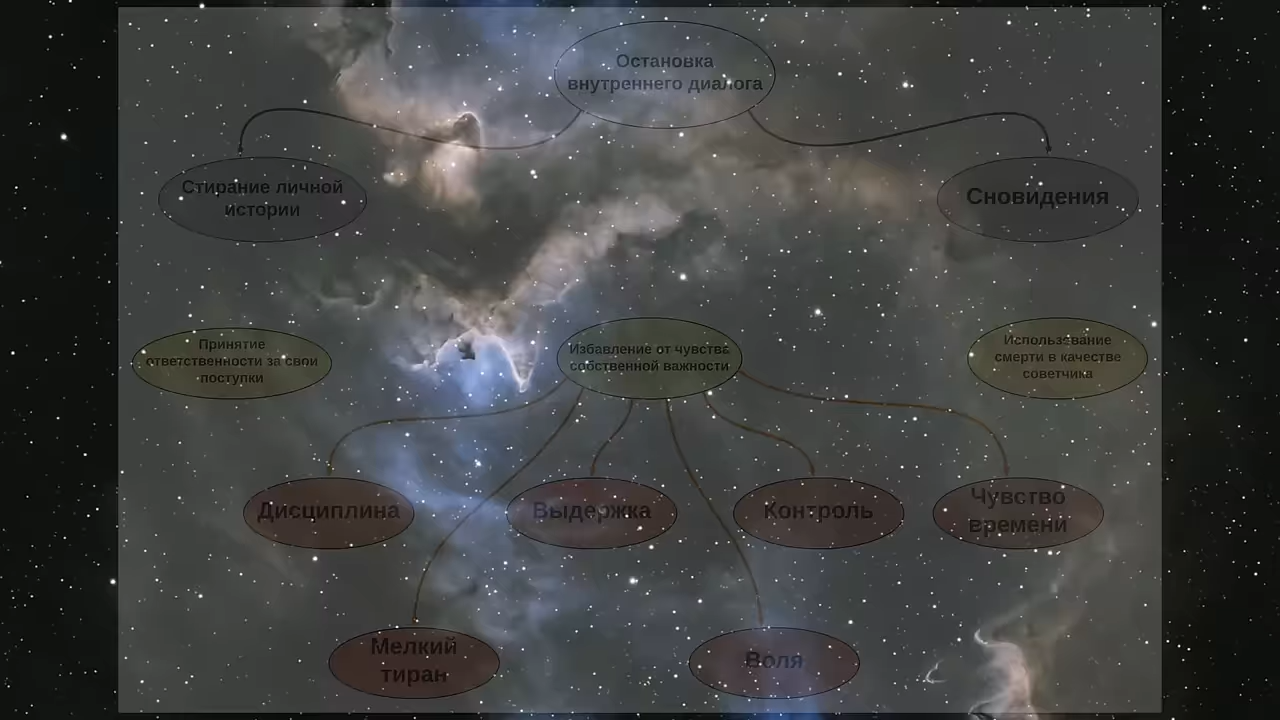 Остановка
внутреннего диалога
Стирание личной
истории
Сновидения
Принятие
ответственности за свои
поступки
Избавление от чувства
собственной важности
Использование
смерти в качестве
советчика
Дисциплина
Выдержка
Контроль
Чувство
времени
Мелкий
тиран
Воля